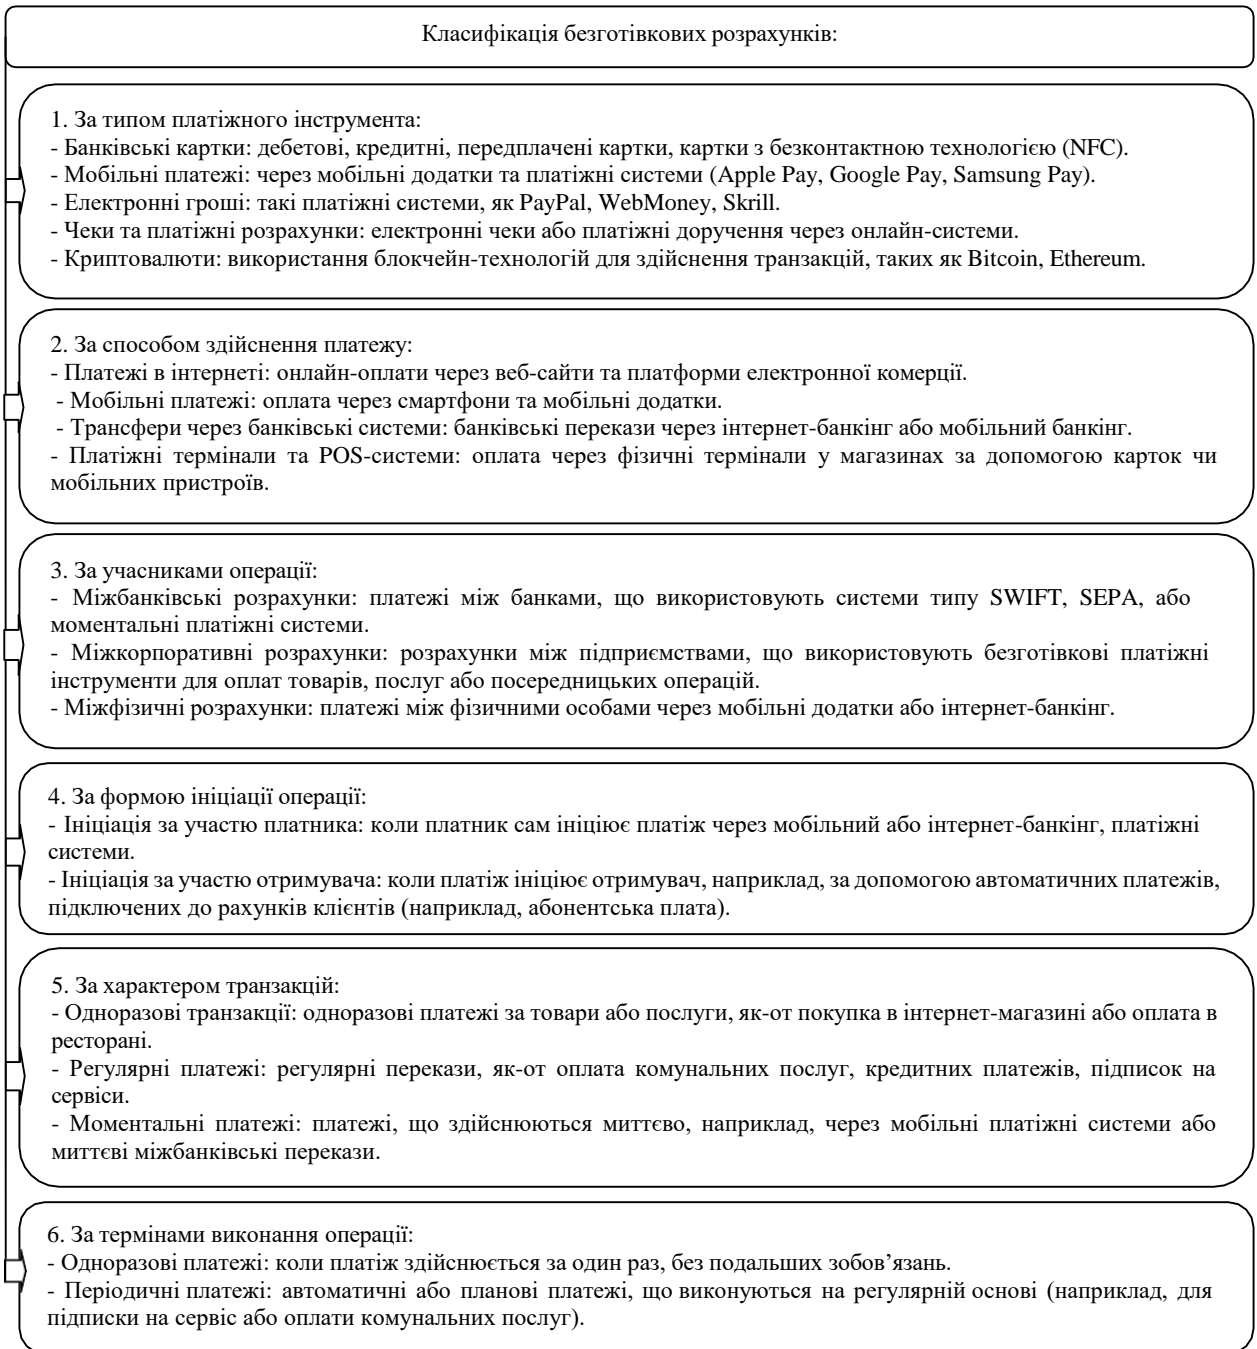 Класифікація безготівкових розрахунків:
1. За типом платіжного інструмента:
- Банківські картки: дебетові, кредитні, передплачені картки, картки з безконтактною технологією (NFC).
- Мобільні платежі: через мобільні додатки та платіжні системи (Apple Pay, Google Pay, Samsung Pay).
- Електронні гроші: такі платіжні системи, як PayPal, WebMoney, Skrill.
- Чеки та платіжні розрахунки: електронні чеки або платіжні доручення через онлайн-системи.
- Криптовалюти: використання блокчейн-технологій для здійснення транзакцій, таких як Bitcoin, Ethereum.
2. За способом здійснення платежу:
- Платежі в інтернеті: онлайн-оплати через веб-сайти та платформи електронної комерції.
- Мобільні платежі: оплата через смартфони та мобільні додатки.
- Трансфери через банківські системи: банківські перекази через інтернет-банкінг або мобільний банкінг.
- Платіжні термінали та POS-системи: оплата через фізичні термінали у магазинах за допомогою карток чи
мобільних пристроїв.
3. За учасниками операції:
- Міжбанківські розрахунки: платежі між банками, що використовують системи типу SWIFT, SEPA, або
моментальні платіжні системи.
- Міжкорпоративні розрахунки: розрахунки між підприємствами, що використовують безготівкові платіжні
інструменти для оплат товарів, послуг або посередницьких операцій.
- Міжфізичні розрахунки: платежі між фізичними особами через мобільні додатки або інтернет-банкінг.
4. За формою ініціації операції:
- Ініціація за участю платника: коли платник сам ініціює платіж через мобільний або інтернет-банкінг, платіжні
системи.
- Ініціація за участю отримувача: коли платіж ініціює отримувач, наприклад, за допомогою автоматичних платежів,
підключених до рахунків клієнтів (наприклад, абонентська плата).
5. За характером транзакцій:
- Одноразові транзакції: одноразові платежі за товари або послуги, як-от покупка в інтернет-магазині або оплата в
ресторані.
- Регулярні платежі: регулярні перекази, як-от оплата комунальних послуг, кредитних платежів, підписок на
сервіси.
- Моментальні платежі: платежі, що здійснюються миттєво, наприклад, через мобільні платіжні системи або
миттєві міжбанківські перекази.
6. За термінами виконання операції:
- Одноразові платежі: коли платіж здійснюється за один раз, без подальших зобов’язань.
- Періодичні платежі: автоматичні або планові платежі, що виконуються на регулярній основі (наприклад, для
підписки на сервіс або оплати комунальних послуг).